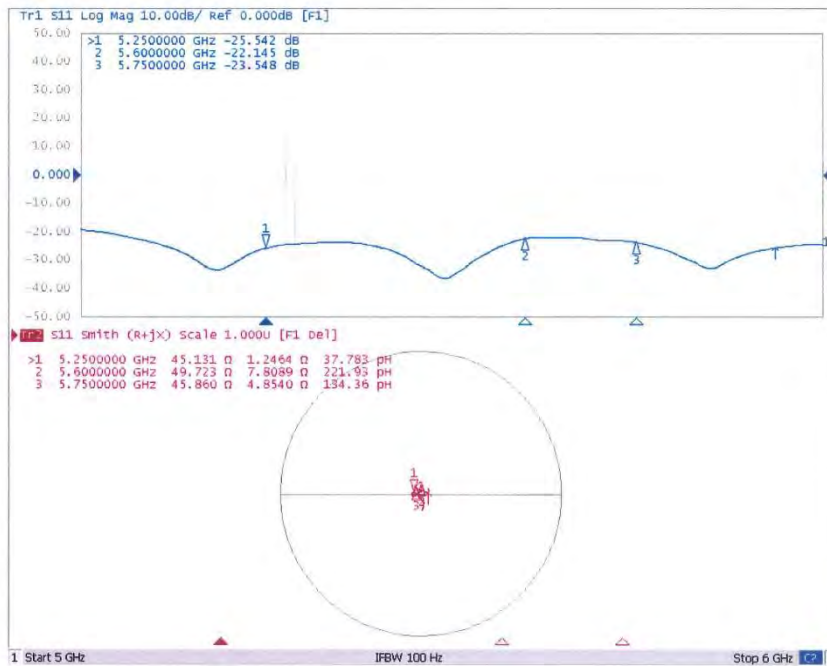 Tr1 S11 Log Mag 10.00dB/ Ref 0.000dB [F1]
50.00
>1 5.2500000 GHz -25.542 dB
2 5.6000000 GHz -22.145 dB
3 5.7500000 GHz -23.548 dB
40.00
30.00
20.00
10.00
0.000
-10.00
-20.00
-30.00
-40.00
-50.00
1
2
3
1
Tr2 S11 Smith (R+jX) Scale 1.000U [F1 Del]
>1 5.2500000 GHz 45.131 Ω 1.2464 Ω 37.783 pH
2 5.6000000 GHz 49.723 Ω 7.8089 Ω 221.93 pH
3 5.7500000 GHz 45.860 Ω 4.8540 Ω 134.36 pH
1
3
1 Start 5 GHz IFBW 100 Hz Stop 6 GHz C2